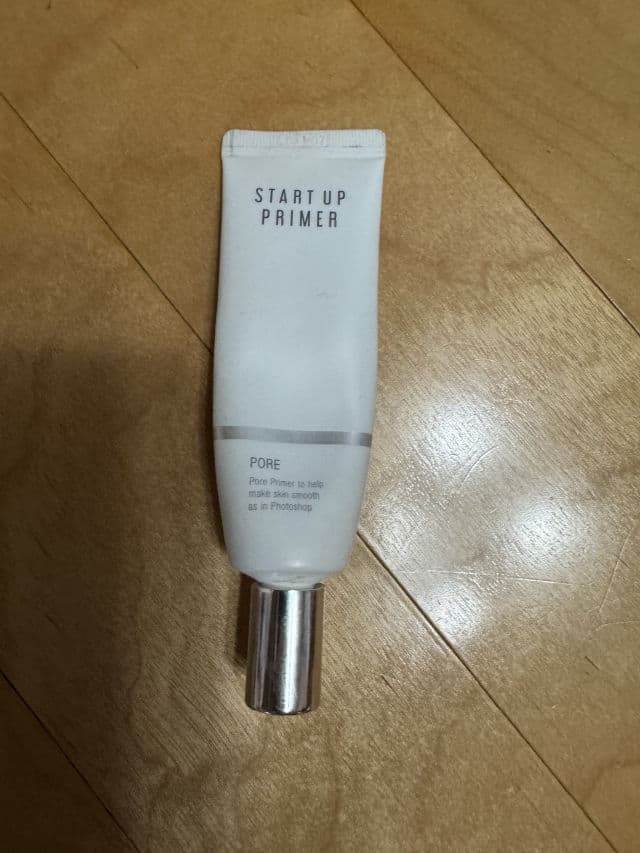 START UP
PRIMER
PORE
Pore Primer to help
make skin smooth
as in Photoshop